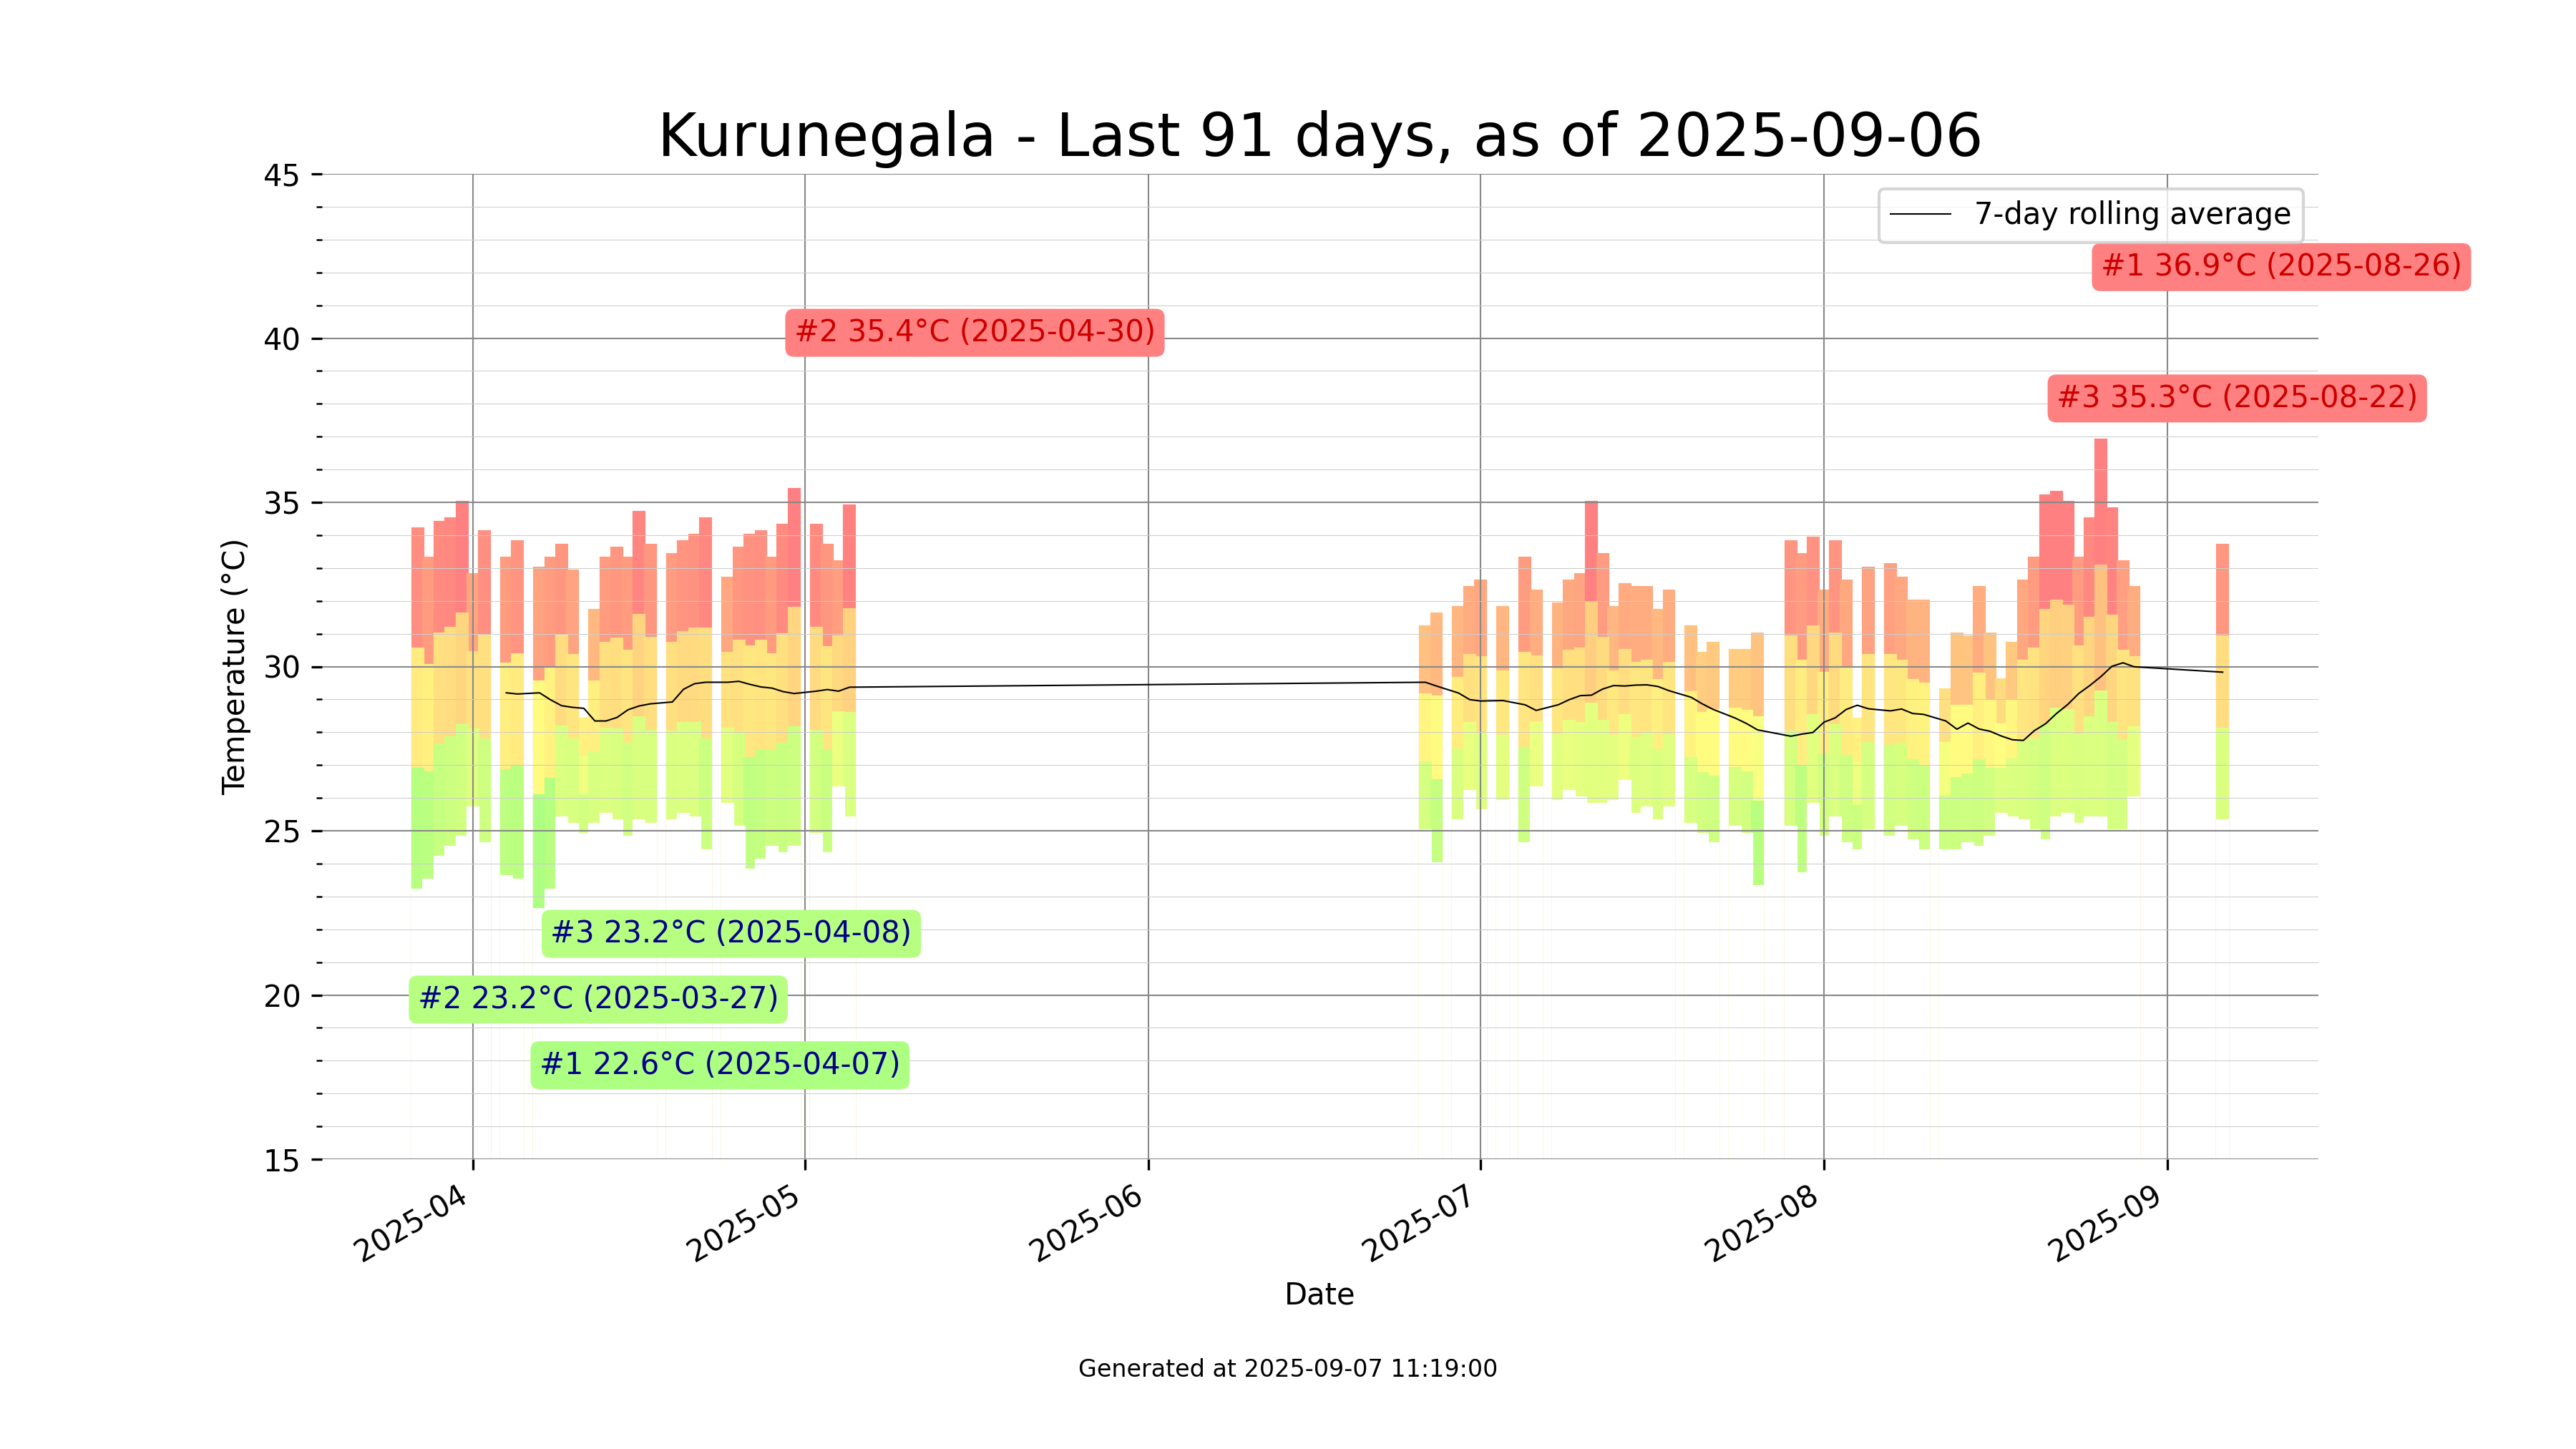 Kurunegala - Last 91 days, as of 2025-09-06
45
40
35
30
25
20
15
Temperature (°C)
7-day rolling average
#1 36.9°C (2025-08-26)
#2 35.4°C (2025-04-30)
#3 35.3°C (2025-08-22)
#3 23.2°C (2025-04-08)
#2 23.2°C (2025-03-27)
#1 22.6°C (2025-04-07)
2025-04
2025-05
2025-06
2025-07
2025-08
2025-09
Date
Generated at 2025-09-07 11:19:00